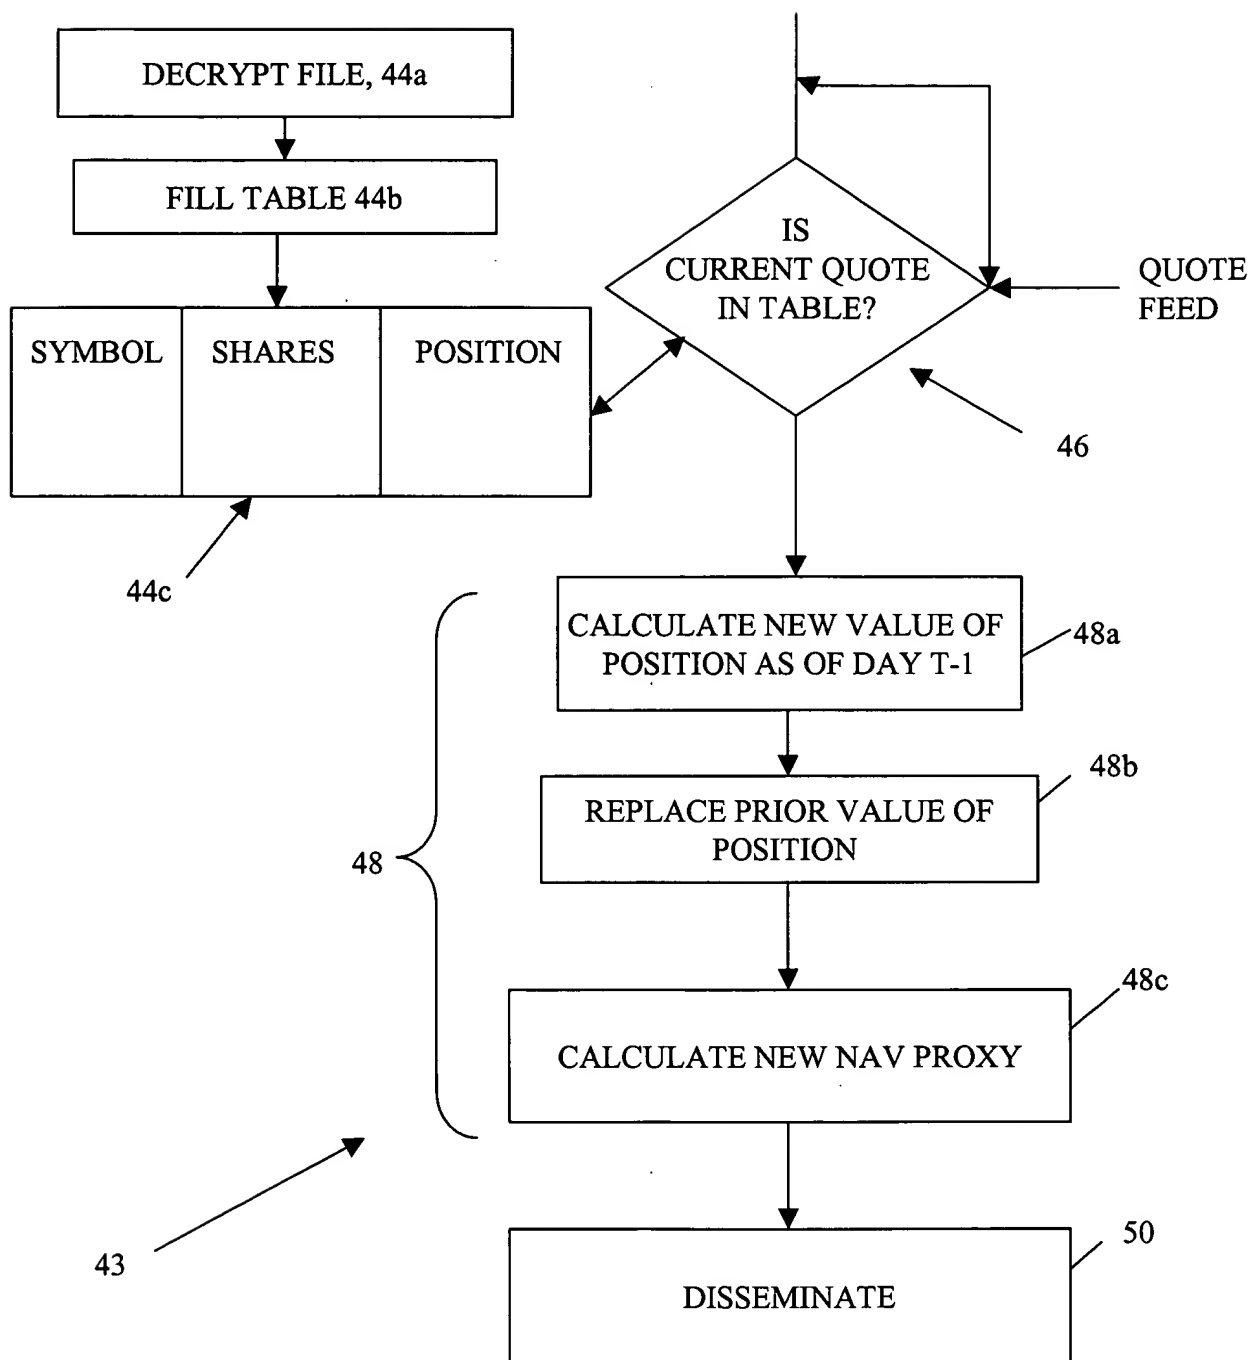 DECRYPT FILE, 44a
FILL TABLE 44b
SYMBOL
SHARES
POSITION
44c
IS
CURRENT QUOTE
IN TABLE?
QUOTE
FEED
46
CALCULATE NEW VALUE OF
POSITION AS OF DAY T-1
48a
REPLACE PRIOR VALUE OF
POSITION
48b
48
CALCULATE NEW NAV PROXY
48c
43
DISSEMINATE
50